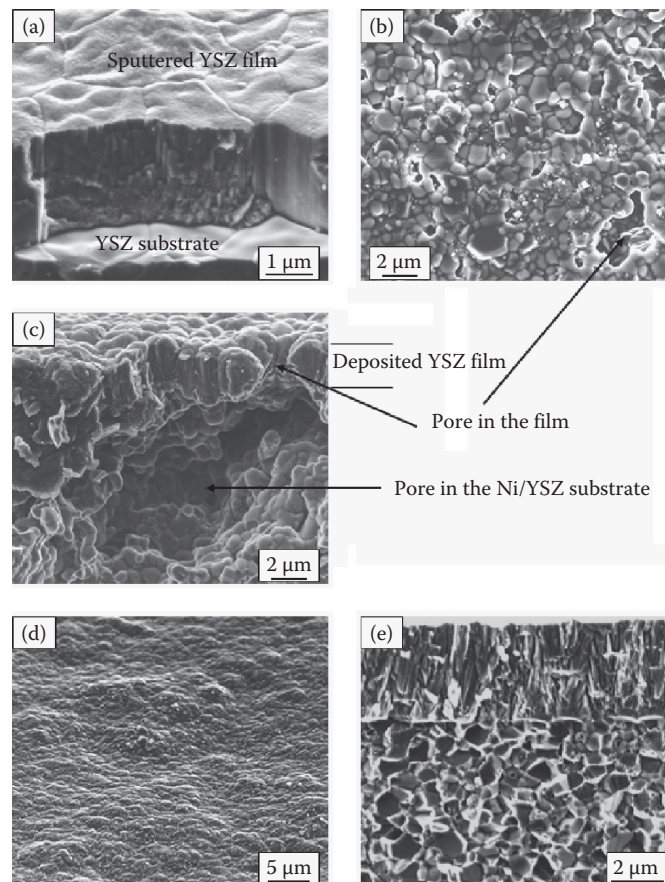 (a)
Sputtered YSZ film
YSZ substrate
1 µm
(b)
2 µm
(c)
Deposited YSZ film
Pore in the film
Pore in the Ni/YSZ substrate
2 µm
(d)
5 µm
(e)
2 µm